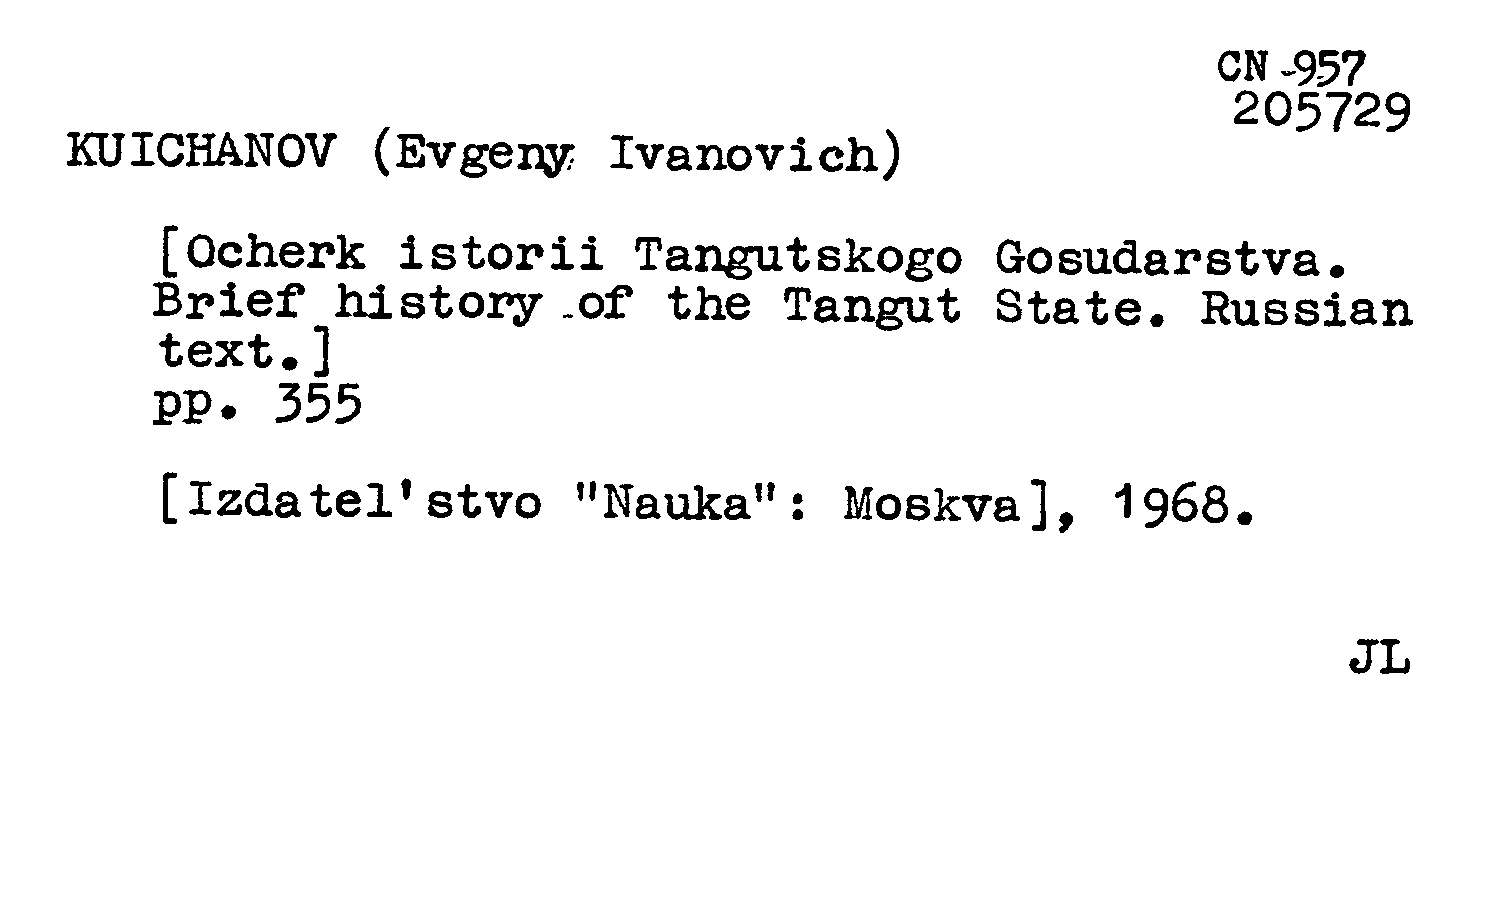 CN -957
205729
KUICHANOV (Evgeny Ivanovich)
[Ocherk istorii Tangutskogo Gosudarstva.
Brief history of the Tangut State. Russian
text.]
pp. 355
[Izdatel'stvo "Nauka": Moskva], 1968.
JL